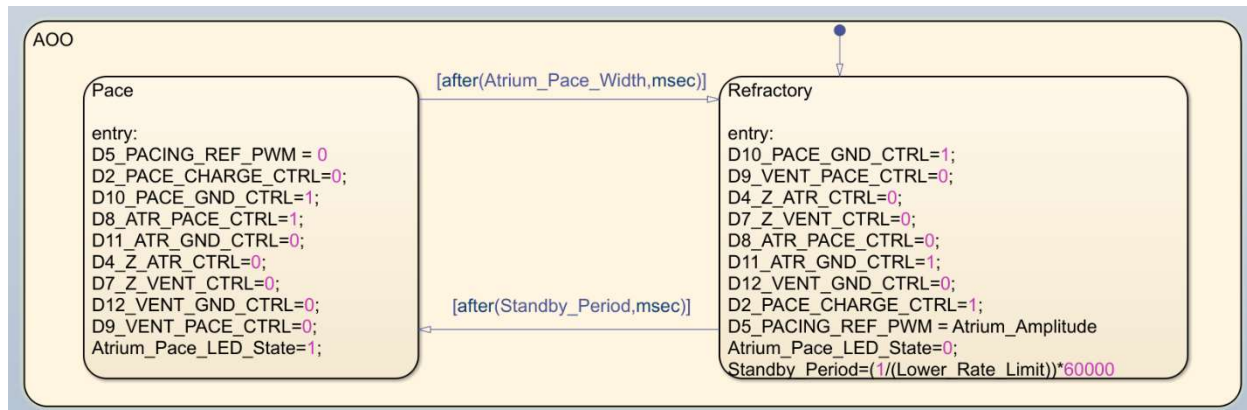 AOO
Pace
entry:
D5_PACING_REF_PWM = 0
D2_PACE_CHARGE_CTRL=0;
D10_PACE_GND_CTRL=1;
D8_ATR_PACE_CTRL=1;
D11_ATR_GND_CTRL=0;
D4_Z_ATR_CTRL=0;
D7_Z_VENT_CTRL=0;
D12_VENT_GND_CTRL=0;
D9_VENT_PACE_CTRL=0;
Atrium_Pace_LED_State=1;
[after(Atrium_Pace_Width,msec)]
[after(Standby_Period,msec)]
Refractory
entry:
D10_PACE_GND_CTRL=1;
D9_VENT_PACE_CTRL=0;
D4_Z_ATR_CTRL=0;
D7_Z_VENT_CTRL=0;
D8_ATR_PACE_CTRL=0;
D11_ATR_GND_CTRL=1;
D12_VENT_GND_CTRL=0;
D2_PACE_CHARGE_CTRL=1;
D5_PACING_REF_PWM = Atrium_Amplitude
Atrium_Pace_LED_State=0;
Standby_Period=(1/(Lower_Rate_Limit))*60000